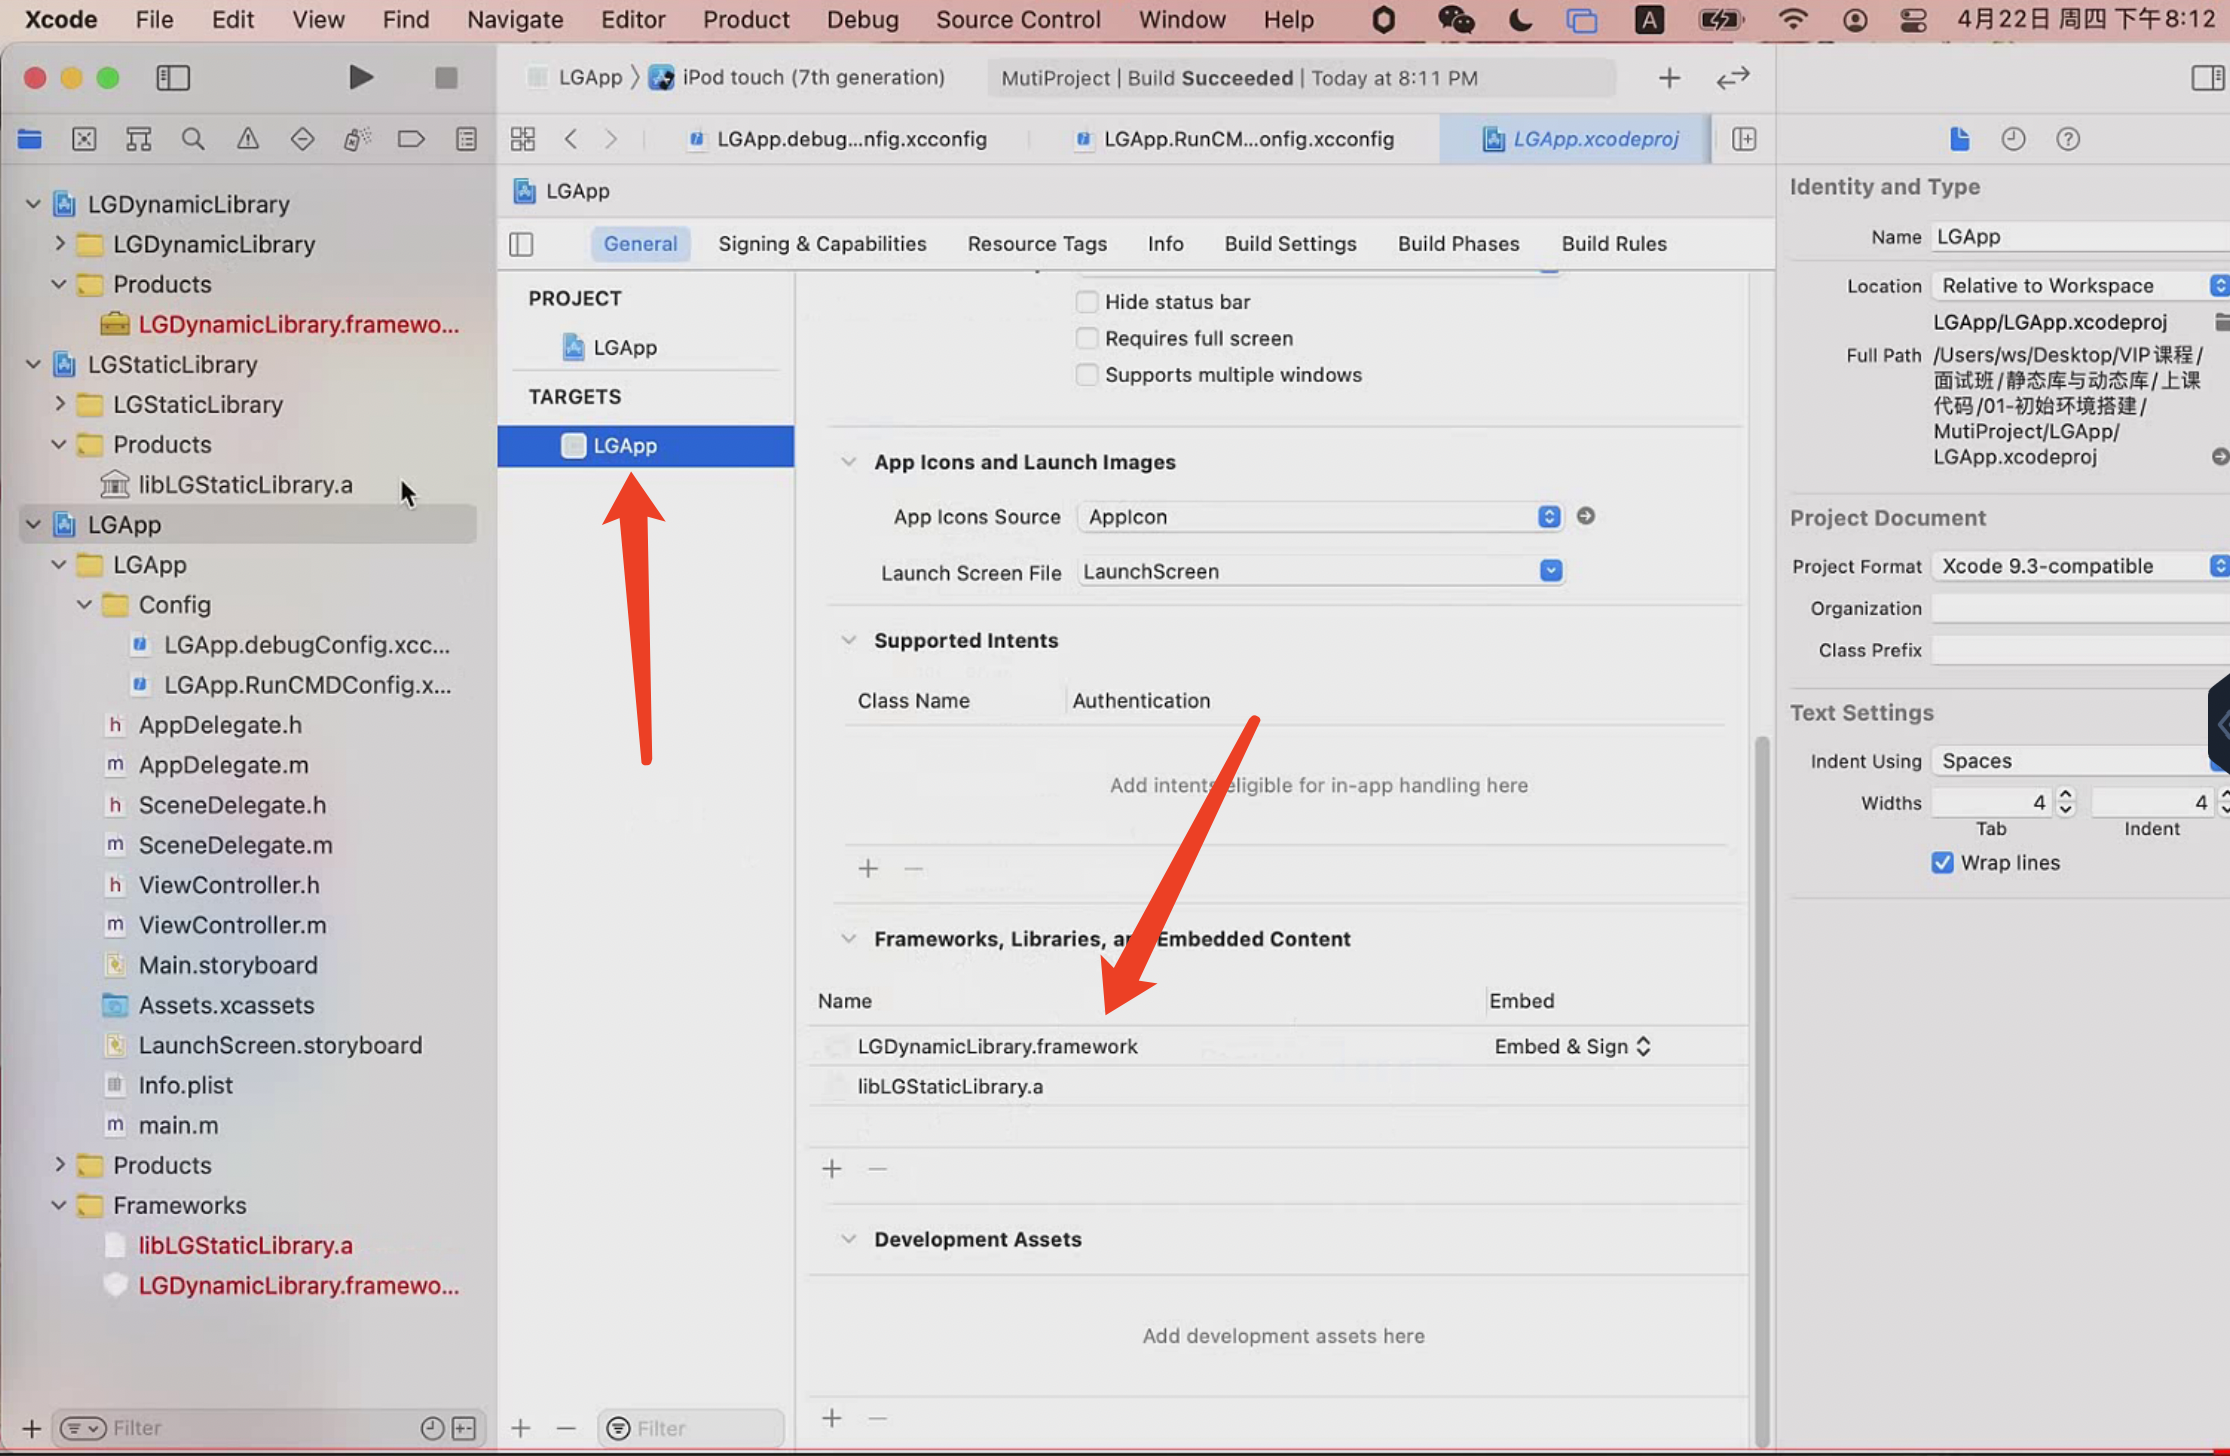 Xcode File Edit View Find Navigate Editor Product Debug Source Control Window Help A 4月22日 周四 下午8:12
LGApp 〉 iPod touch (7th generation) MutiProject | Build Succeeded | Today at 8:11 PM
LGApp.debug...nfig.xcconfig LGApp.RunCM...onfig.xcconfig LGApp.xcodeproj
LGDynamicLibrary
LGDynamicLibrary
Products
LGDynamicLibrary.framewo...
LGStaticLibrary
LGStaticLibrary
Products
libLGStaticLibrary.a
LGApp
LGApp
Config
LGApp.debugConfig.xcc...
LGApp.RunCMDConfig.x...
h AppDelegate.h
m AppDelegate.m
h SceneDelegate.h
m SceneDelegate.m
h ViewController.h
m ViewController.m
Main.storyboard
Assets.xcassets
LaunchScreen.storyboard
Info.plist
m main.m
Products
Frameworks
libLGStaticLibrary.a
LGDynamicLibrary.framewo...
Filter
LGApp
General Signing & Capabilities Resource Tags Info Build Settings Build Phases Build Rules
PROJECT
LGApp
TARGETS
LGApp
Filter
Hide status bar
Requires full screen
Supports multiple windows
App Icons and Launch Images
App Icons Source AppIcon
Launch Screen File LaunchScreen
Supported Intents
Class Name Authentication
Add intents eligible for in-app handling here
Frameworks, Libraries, and Embedded Content
Name Embed
LGDynamicLibrary.framework Embed & Sign
libLGStaticLibrary.a
Development Assets
Add development assets here
Identity and Type
Name LGApp
Location Relative to Workspace
LGApp/LGApp.xcodeproj
Full Path /Users/ws/Desktop/VIP课程/
面试班/静态库与动态库/上课
代码/01-初始环境搭建/
MutiProject/LGApp/
LGApp.xcodeproj
Project Document
Project Format Xcode 9.3-compatible
Organization
Class Prefix
Text Settings
Indent Using Spaces
Widths 4 4
Tab Indent
Wrap lines